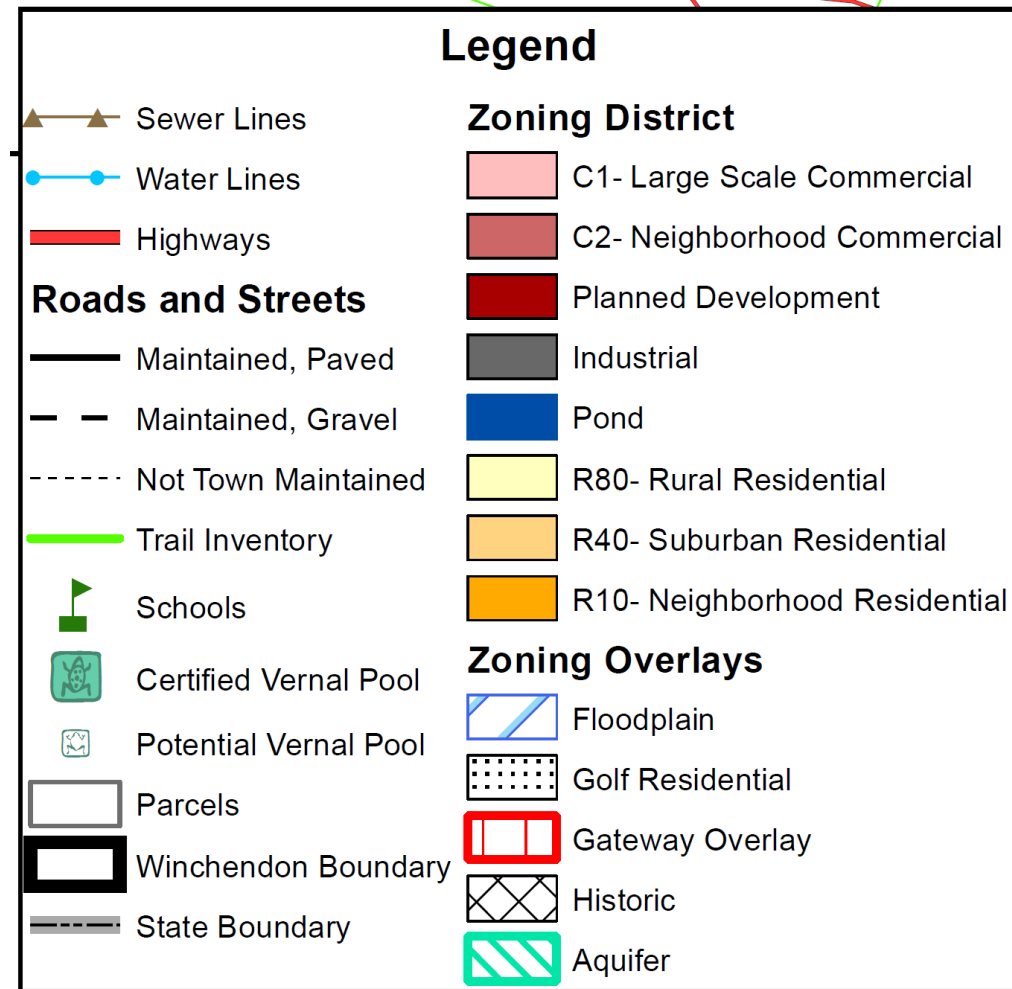 Legend
Sewer Lines
Water Lines
Highways
Roads and Streets
Maintained, Paved
Maintained, Gravel
Not Town Maintained
Trail Inventory
Schools
Certified Vernal Pool
Potential Vernal Pool
Parcels
Winchendon Boundary
State Boundary
Zoning District
C1- Large Scale Commercial
C2- Neighborhood Commercial
Planned Development
Industrial
Pond
R80- Rural Residential
R40- Suburban Residential
R10- Neighborhood Residential
Zoning Overlays
Floodplain
Golf Residential
Gateway Overlay
Historic
Aquifer